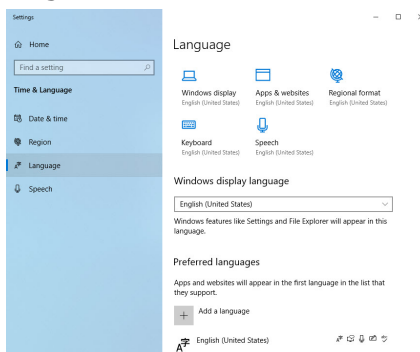 Settings
Home
Find a setting
Time & Language
Date & time
Region
Language
Speech
Language
Windows display
English (United States)
Apps & websites
English (United States)
Regional format
English (United States)
Keyboard
English (United States)
Speech
English (United States)
Windows display language
English (United States)
Windows features like Settings and File Explorer will appear in this
language.
Preferred languages
Apps and websites will appear in the first language in the list that
they support.
Add a language
English (United States)